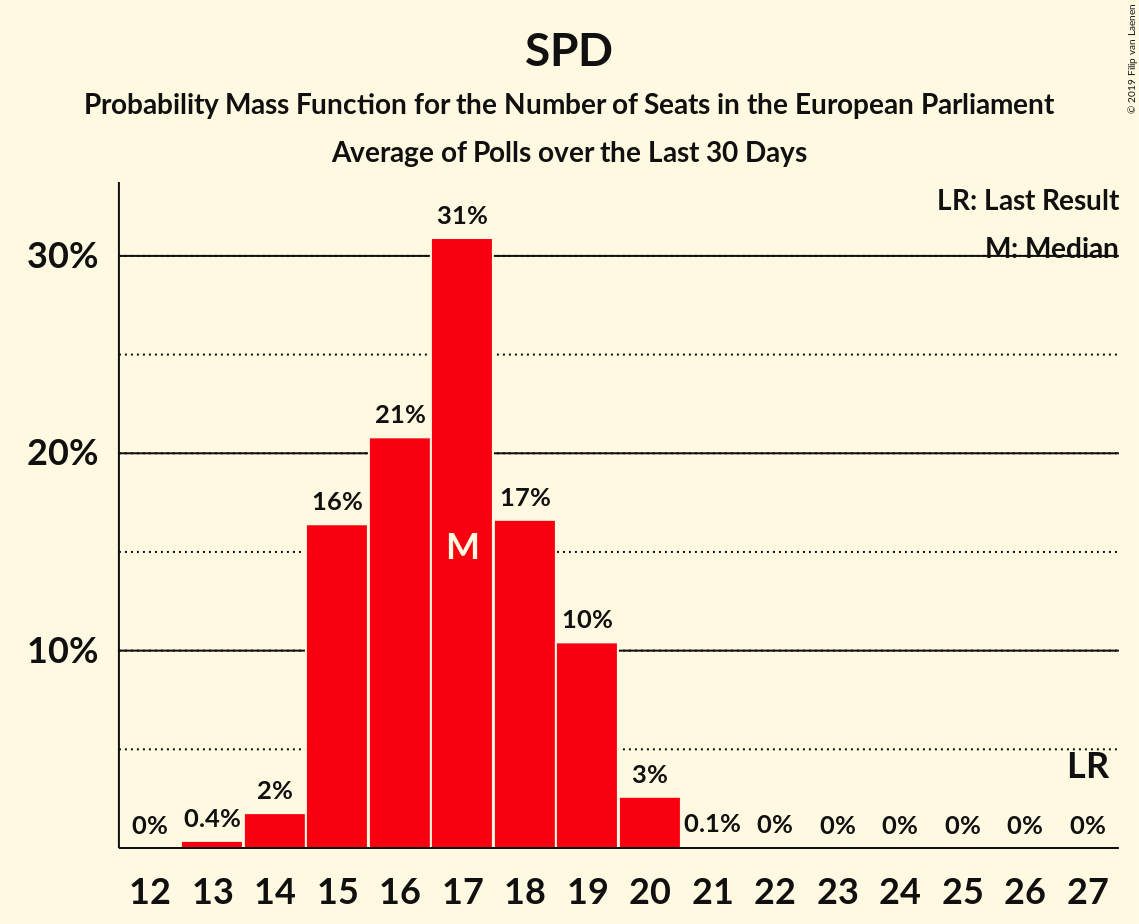 SPD
Probability Mass Function for the Number of Seats in the European Parliament
Average of Polls over the Last 30 Days
© 2019 Filip van Laenen
LR: Last Result
M: Median
30%
20%
10%
0% 0.4% 2% 16% 21% 31% 17% 10% 3% 0.1% 0% 0% 0% 0% 0% 0%
M
LR
12 13 14 15 16 17 18 19 20 21 22 23 24 25 26 27